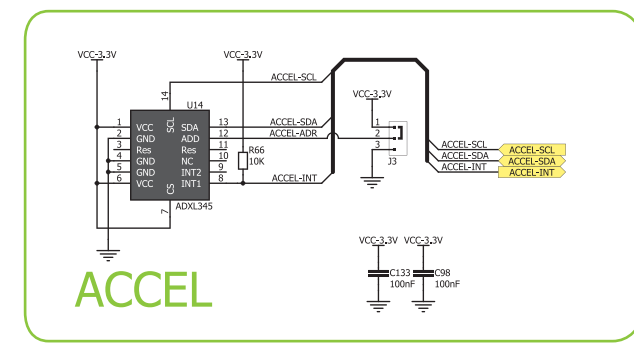 VCC-3.3V
VCC-3.3V
14
ACCEL-SCL
U14
VCC-3.3V
1 VCC SCL SDA 13 ACCEL-SDA
2 GND ADD 12 ACCEL-ADR
3 Res Res 11
4 GND NC 10
5 GND INT2 9
6 VCC CS INT1 8 ACCEL-INT
7
ADXL345
R66
10K
1
2
3
J3
ACCEL-SCL ACCEL-SCL
ACCEL-SDA ACCEL-SDA
ACCEL-INT ACCEL-INT
VCC-3.3V VCC-3.3V
C133 C98
100nF 100nF
ACCEL